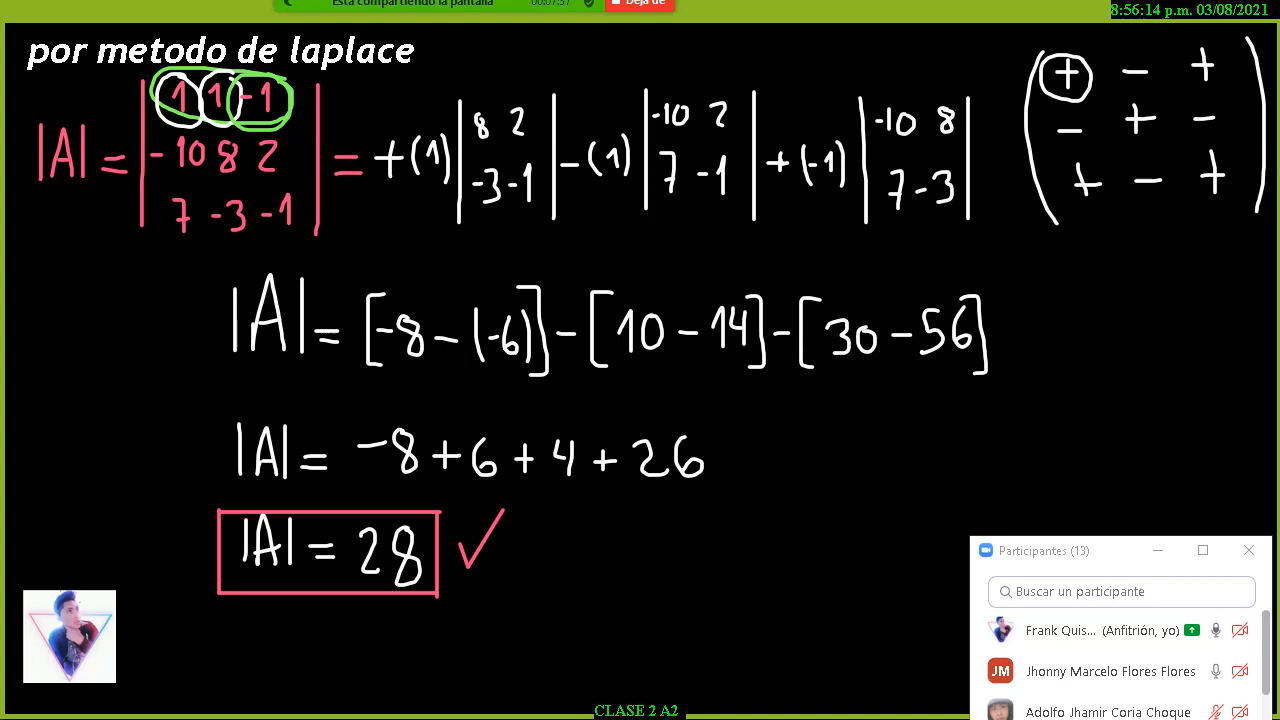 Está compartiendo la pantalla 00:07:57 Deja de
8:56:14 p.m. 03/08/2021
por metodo de laplace
|A| = | 1 1 -1 | = +(1) | 8 2 | -(1) | -10 2 | +(-1) | -10 8 |
| -10 8 2 | | -3 -1 | | 7 -1 | | 7 -3 |
| 7 -3 -1 |
( + - +
- + -
+ - + )
|A| = [-8 - (-6)] - [10 - 14] - [30 - 56]
|A| = -8 + 6 + 4 + 26
|A| = 28 ✓
Participantes (13)
Buscar un participante
Frank Quis... (Anfitrión, yo)
JM Jhonny Marcelo Flores Flores
Adolfo Jhamir Coria Choque
CLASE 2 A2